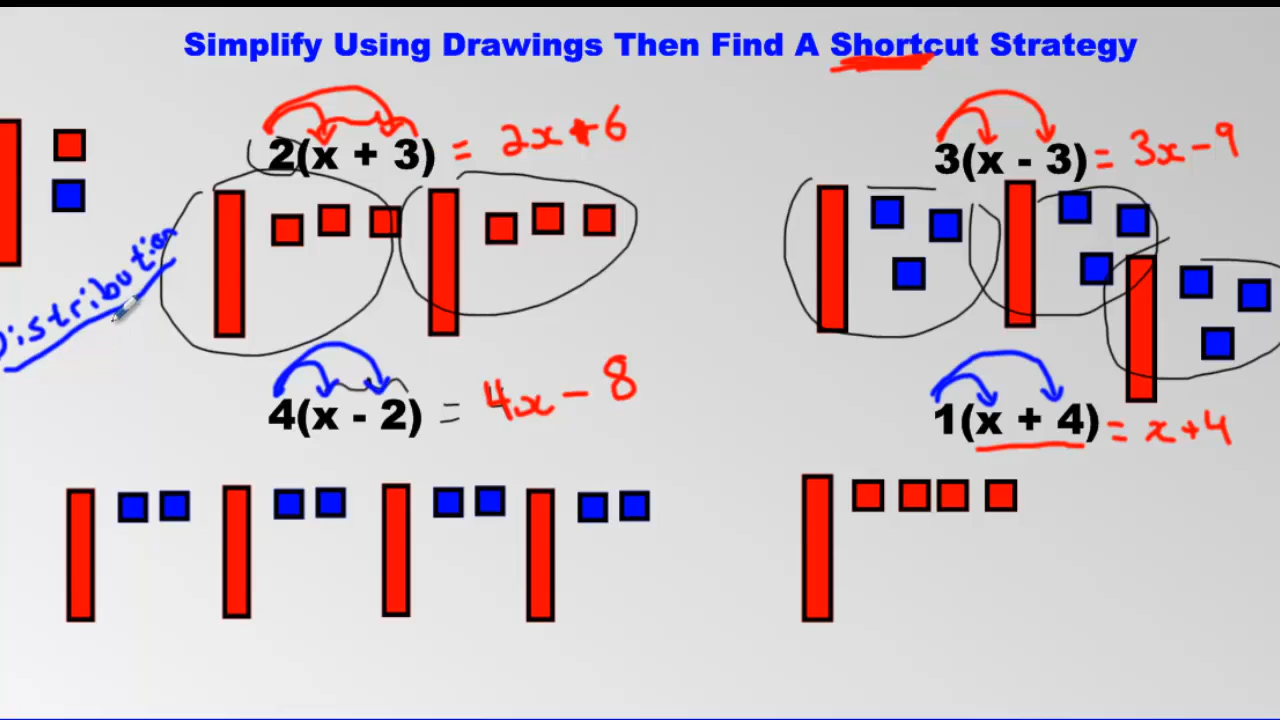 Simplify Using Drawings Then Find A Shortcut Strategy
2(x + 3) = 2x + 6
3(x - 3) = 3x - 9
Distribution
4(x - 2) = 4x - 8
1(x + 4) = x + 4